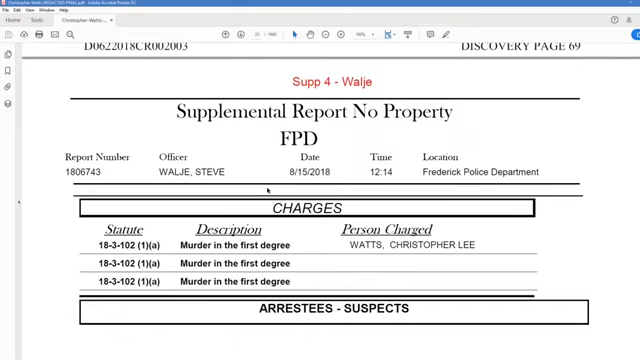 Christopher-Watts-REDACTED-FINAL.pdf - Adobe Acrobat Reader DC
File Edit View Window Help
Home Tools Christopher-Watts-...
D0622018CR002003 DISCOVERY PAGE 69
Supp 4 - Walje
Supplemental Report No Property
FPD
Report Number Officer Date Time Location
1806743 WALJE, STEVE 8/15/2018 12:14 Frederick Police Department
CHARGES
Statute Description Person Charged
18-3-102 (1)(a) Murder in the first degree WATTS, CHRISTOPHER LEE
18-3-102 (1)(a) Murder in the first degree
18-3-102 (1)(a) Murder in the first degree
ARRESTEES - SUSPECTS